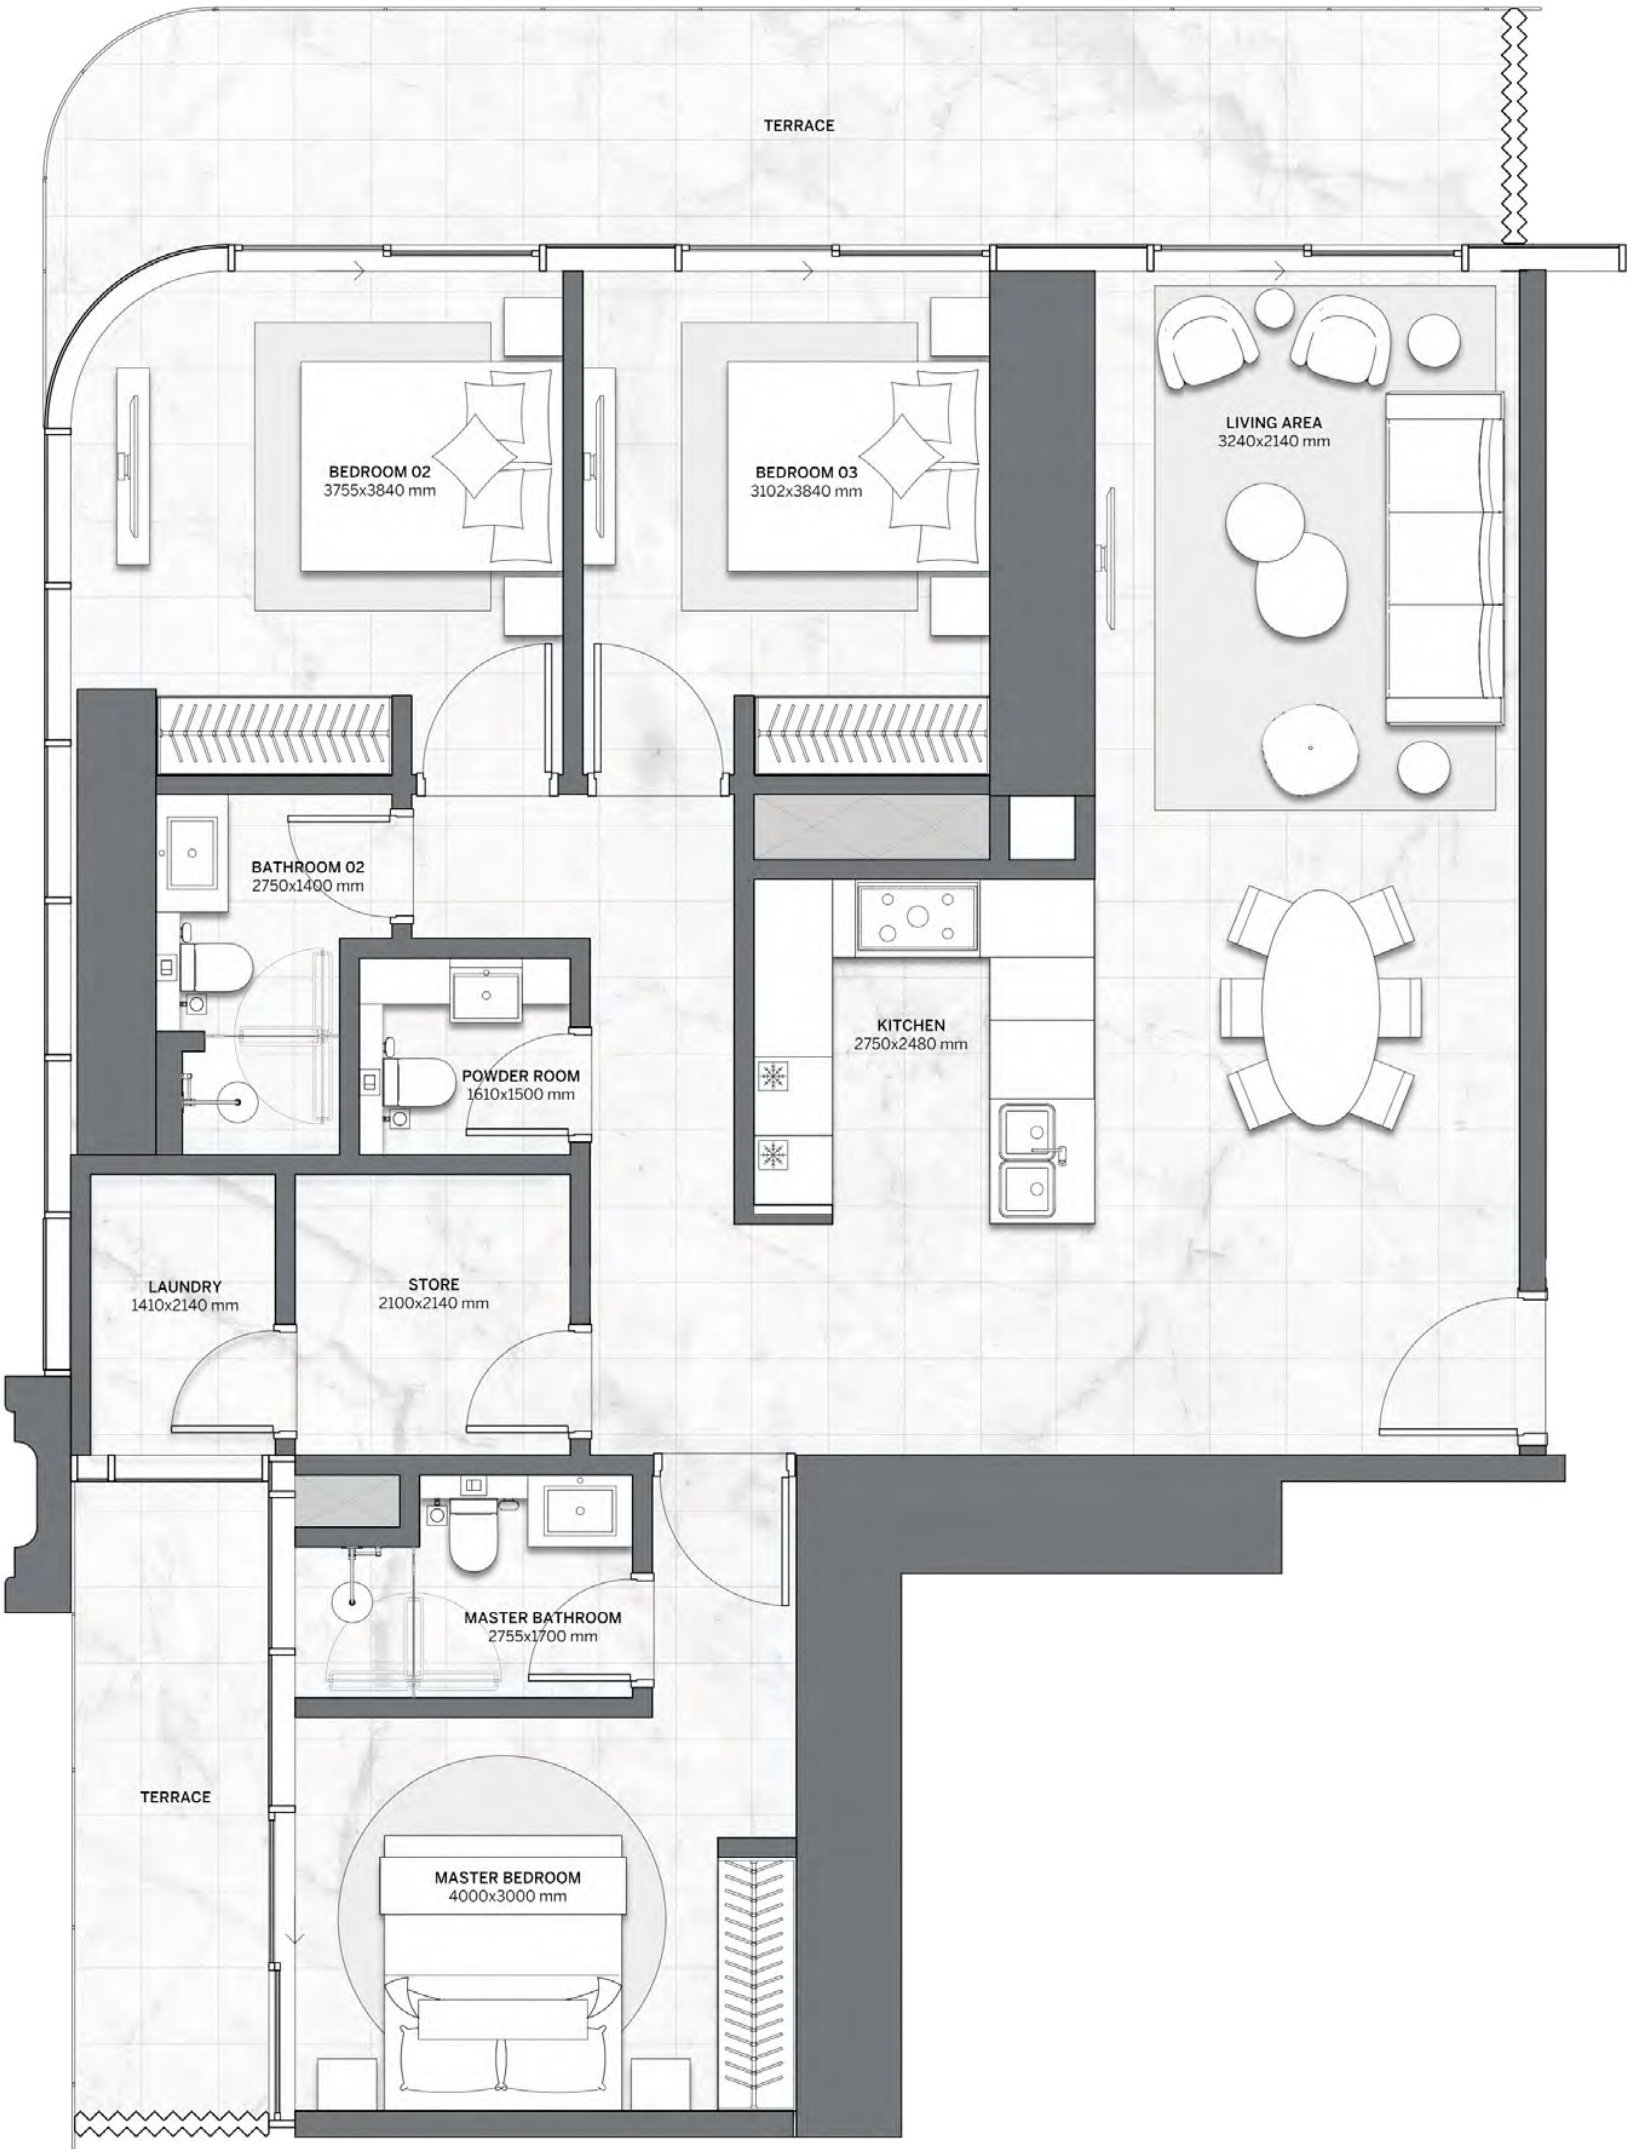 TERRACE
LIVING AREA
3240x2140 mm
BEDROOM 02
3755x3840 mm
BEDROOM 03
3102x3840 mm
BATHROOM 02
2750x1400 mm
KITCHEN
2750x2480 mm
POWDER ROOM
1610x1500 mm
LAUNDRY
1410x2140 mm
STORE
2100x2140 mm
MASTER BATHROOM
2755x1700 mm
TERRACE
MASTER BEDROOM
4000x3000 mm